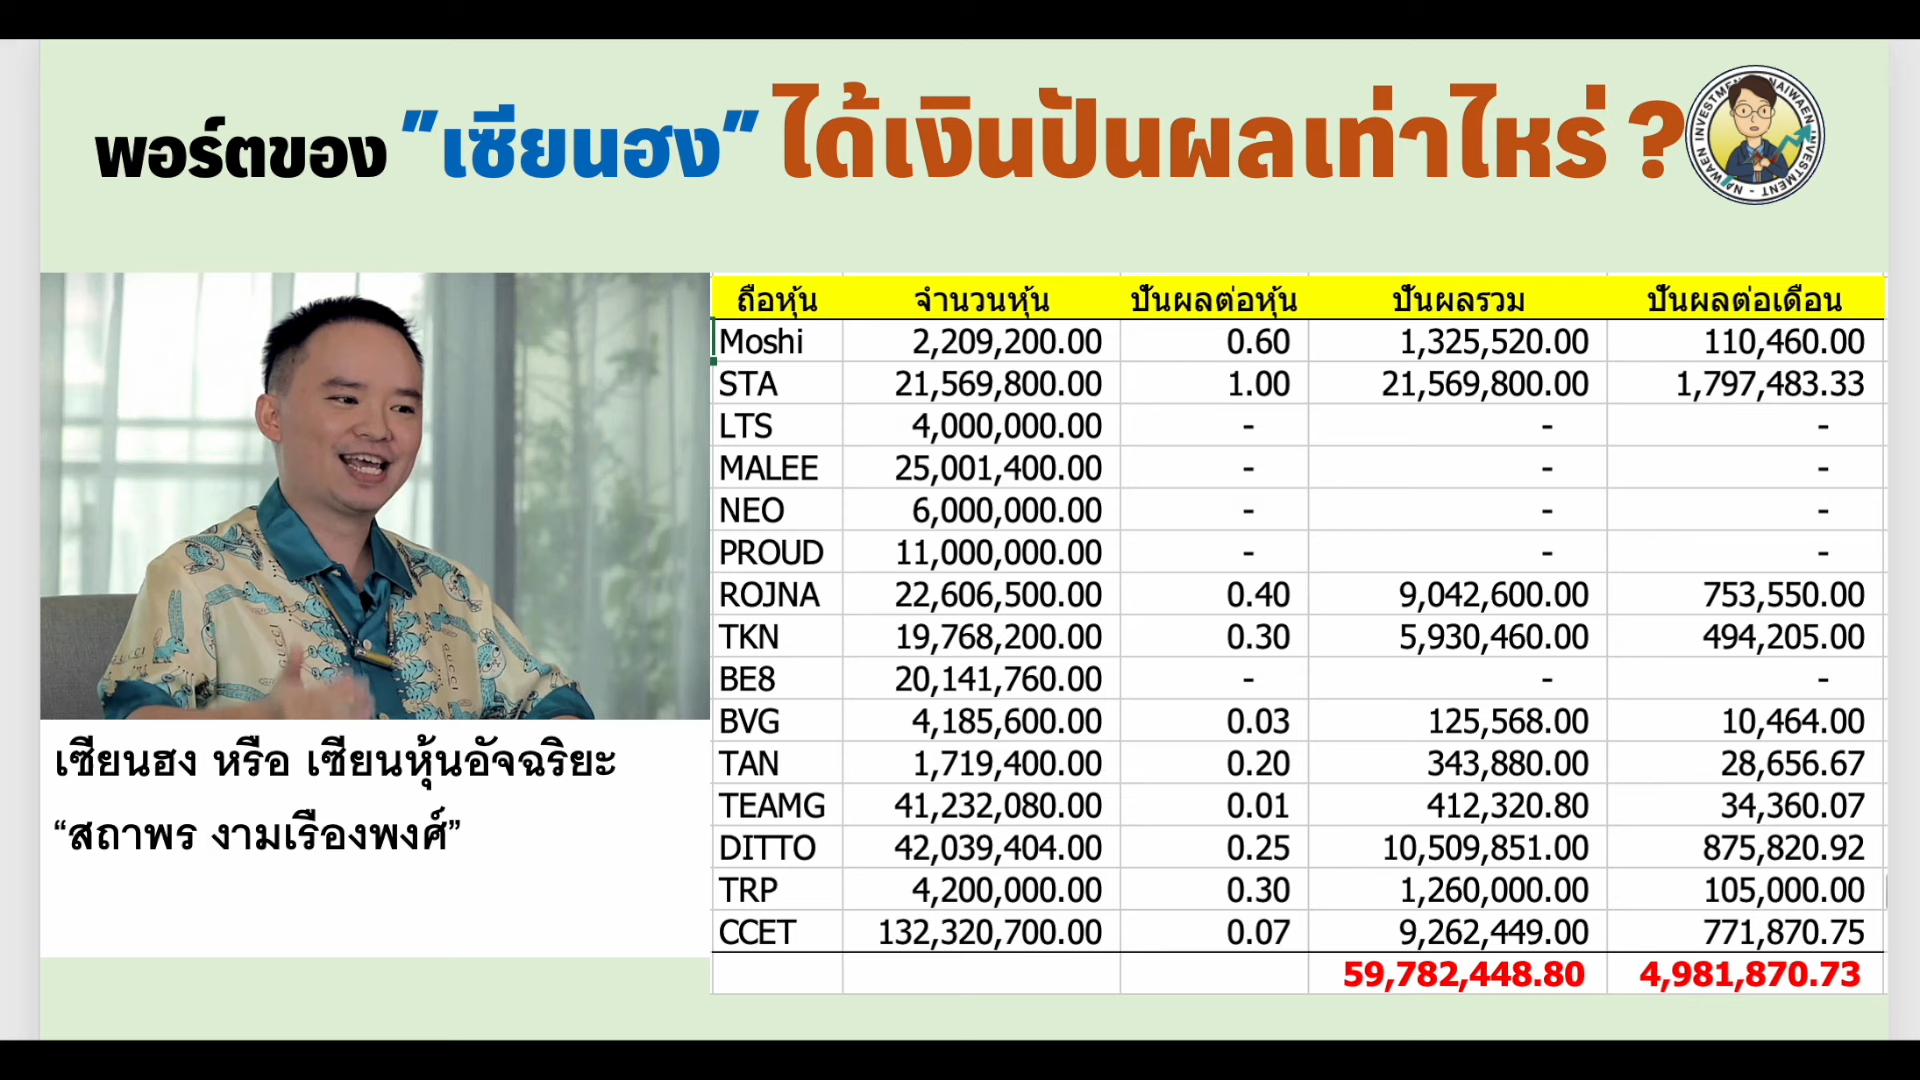 พอร์ตของ "เซียนฮง" ได้เงินปันผลเท่าไหร่ ?
NAIWAEN INVESTMENT - NAIWAEN INVESTMENT -
ถือหุ้น จำนวนหุ้น ปันผลต่อหุ้น ปันผลรวม ปันผลต่อเดือน
Moshi 2,209,200.00 0.60 1,325,520.00 110,460.00
STA 21,569,800.00 1.00 21,569,800.00 1,797,483.33
LTS 4,000,000.00 - - -
MALEE 25,001,400.00 - - -
NEO 6,000,000.00 - - -
PROUD 11,000,000.00 - - -
ROJNA 22,606,500.00 0.40 9,042,600.00 753,550.00
TKN 19,768,200.00 0.30 5,930,460.00 494,205.00
BE8 20,141,760.00 - - -
BVG 4,185,600.00 0.03 125,568.00 10,464.00
TAN 1,719,400.00 0.20 343,880.00 28,656.67
TEAMG 41,232,080.00 0.01 412,320.80 34,360.07
DITTO 42,039,404.00 0.25 10,509,851.00 875,820.92
TRP 4,200,000.00 0.30 1,260,000.00 105,000.00
CCET 132,320,700.00 0.07 9,262,449.00 771,870.75
59,782,448.80 4,981,870.73
GUCCI
เซียนฮง หรือ เซียนหุ้นอัจฉริยะ
“สถาพร งามเรืองพงศ์”